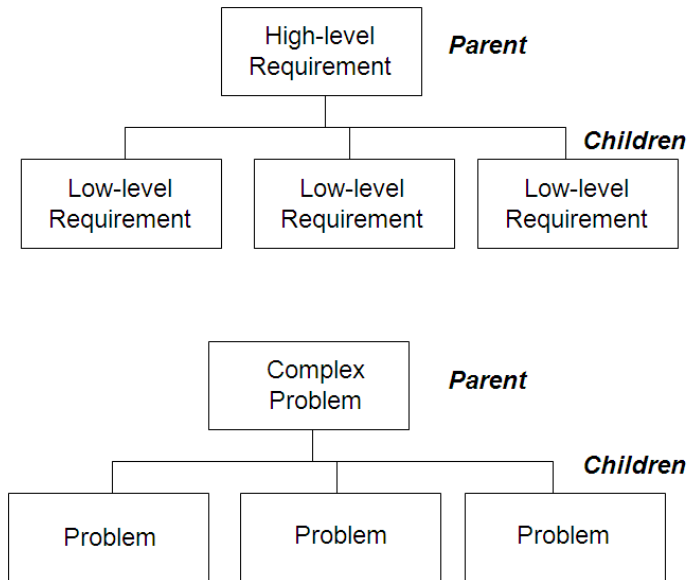 High-level
Requirement
Parent
Children
Low-level
Requirement
Low-level
Requirement
Low-level
Requirement
Complex
Problem
Parent
Children
Problem
Problem
Problem